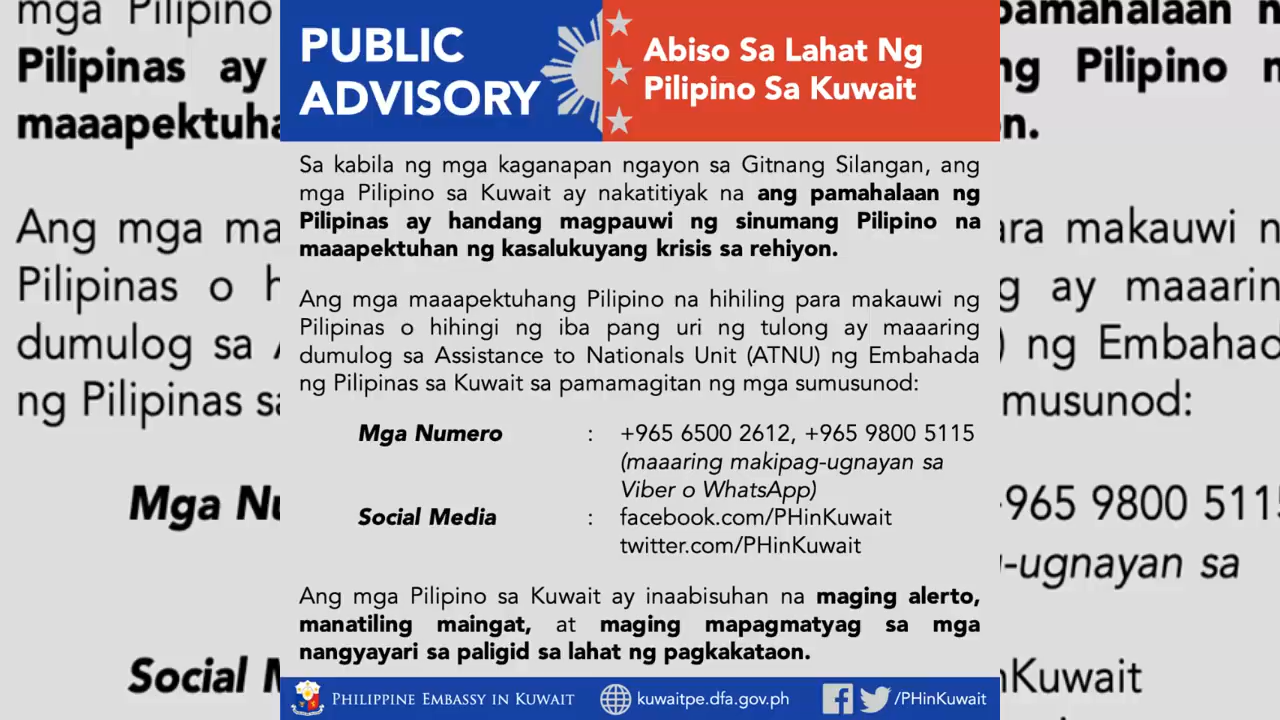 PUBLIC
ADVISORY
Abiso Sa Lahat Ng
Pilipino Sa Kuwait
Sa kabila ng mga kaganapan ngayon sa Gitnang Silangan, ang
mga Pilipino sa Kuwait ay nakatitiyak na ang pamahalaan ng
Pilipinas ay handang magpauwi ng sinumang Pilipino na
maaapektuhan ng kasalukuyang krisis sa rehiyon.
Ang mga maaapektuhang Pilipino na hihiling para makauwi ng
Pilipinas o hihingi ng iba pang uri ng tulong ay maaaring
dumulog sa Assistance to Nationals Unit (ATNU) ng Embahada
ng Pilipinas sa Kuwait sa pamamagitan ng mga sumusunod:
Mga Numero : +965 6500 2612, +965 9800 5115
(maaaring makipag-ugnayan sa
Viber o WhatsApp)
Social Media : facebook.com/PHinKuwait
twitter.com/PHinKuwait
Ang mga Pilipino sa Kuwait ay inaabisuhan na maging alerto,
manatiling maingat, at maging mapagmatyag sa mga
nangyayari sa paligid sa lahat ng pagkakataon.
PHILIPPINE EMBASSY IN KUWAIT kuwaitpe.dfa.gov.ph /PHinKuwait